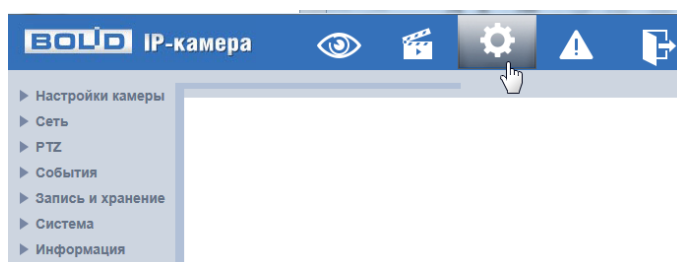 BOLID IP-камера
Настройки камеры
Сеть
PTZ
События
Запись и хранение
Система
Информация